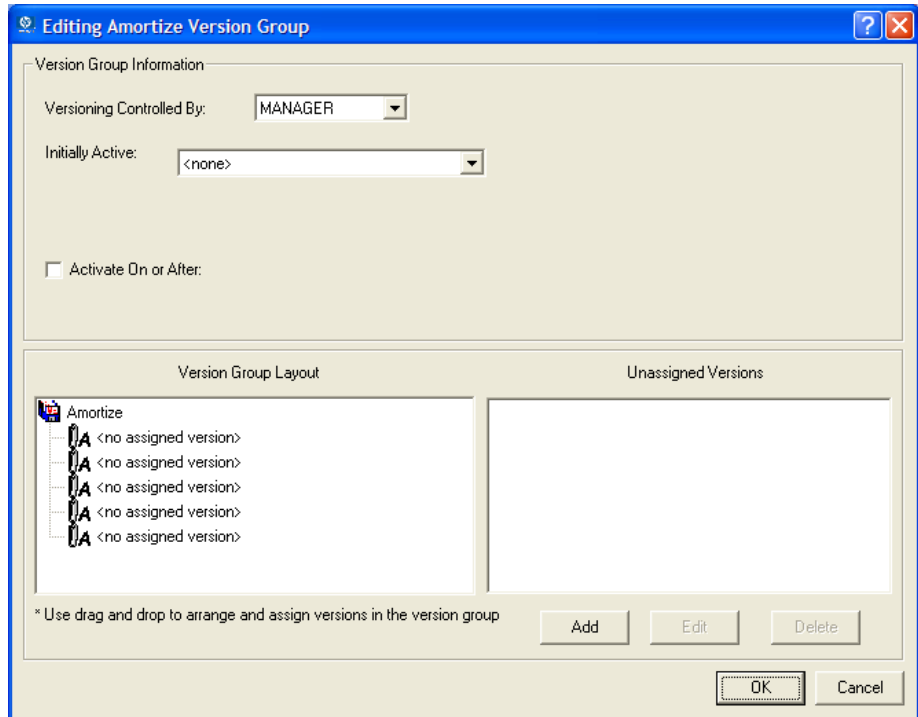 Editing Amortize Version Group
Version Group Information
Versioning Controlled By: MANAGER
Initially Active: <none>
Activate On or After:
Version Group Layout
Amortize
<no assigned version>
<no assigned version>
<no assigned version>
<no assigned version>
<no assigned version>
Unassigned Versions
* Use drag and drop to arrange and assign versions in the version group
Add Edit Delete
OK Cancel